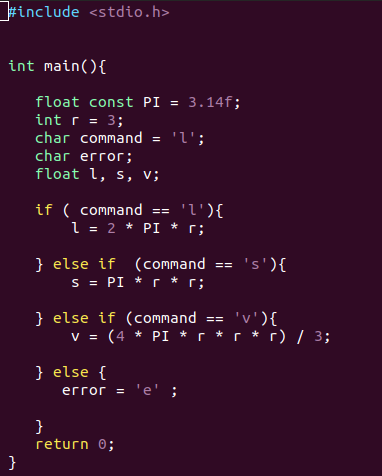 #include <stdio.h>
int main(){
float const PI = 3.14f;
int r = 3;
char command = 'l';
char error;
float l, s, v;
if ( command == 'l'){
l = 2 * PI * r;
} else if  (command == 's'){
s = PI * r * r;
} else if (command == 'v'){
v = (4 * PI * r * r * r) / 3;
} else {
error = 'e' ;
}
return 0;
}